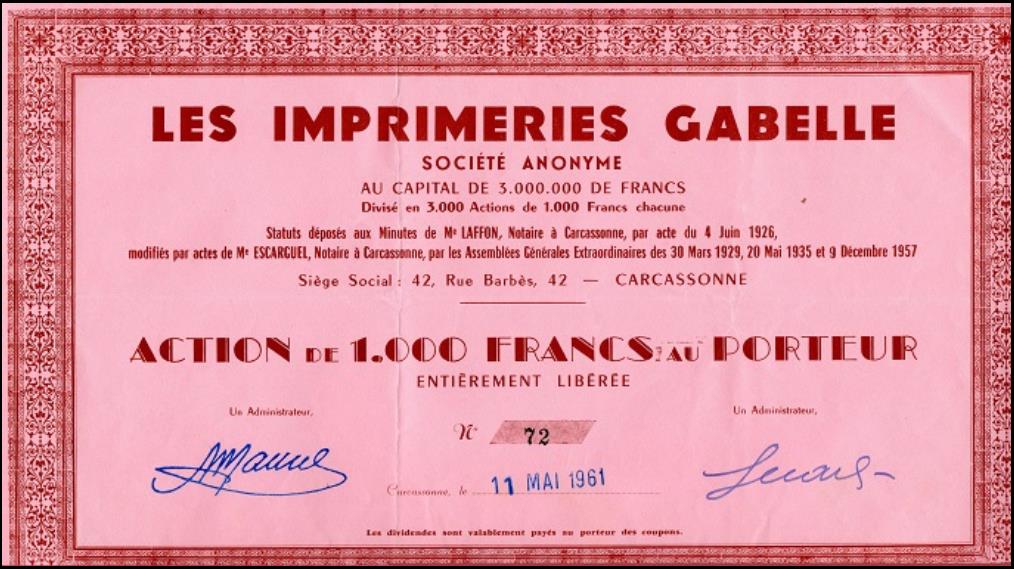 LES IMPRIMERIES GABELLE
SOCIÉTÉ ANONYME
AU CAPITAL DE 3.000.000 DE FRANCS
Divisé en 3.000 Actions de 1.000 Francs chacune
Statuts déposés aux Minutes de Me LAFFON, Notaire à Carcassonne, par acte du 4 Juin 1926,
modifiés par actes de Me ESCARGUEL, Notaire à Carcassonne, par les Assemblées Générales Extraordinaires des 30 Mars 1929, 20 Mai 1935 et 9 Décembre 1957
Siège Social : 42, Rue Barbès, 42 — CARCASSONNE
ACTION DE 1.000 FRANCS AU PORTEUR
ENTIÈREMENT LIBÉRÉE
Un Administrateur, Un Administrateur,
No 72
Carcassonne, le 11 MAI 1961
Les dividendes sont valablement payés au porteur des coupons.